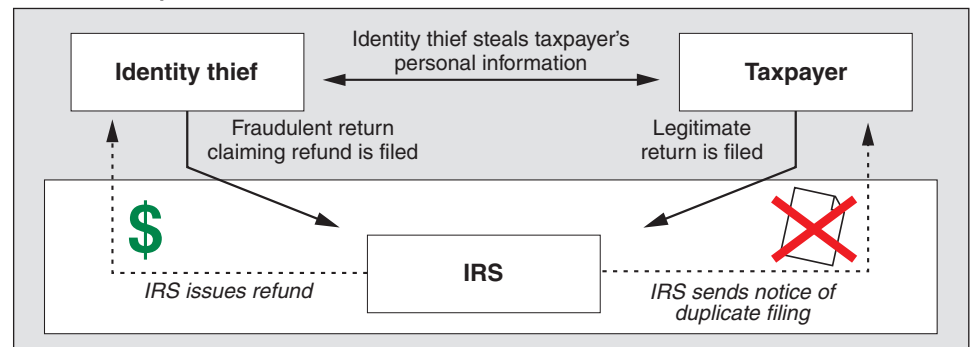 Identity thief steals taxpayer's
personal information
Identity thief
Taxpayer
Fraudulent return
claiming refund is filed
Legitimate
return is filed
$
IRS
IRS issues refund
IRS sends notice of
duplicate filing